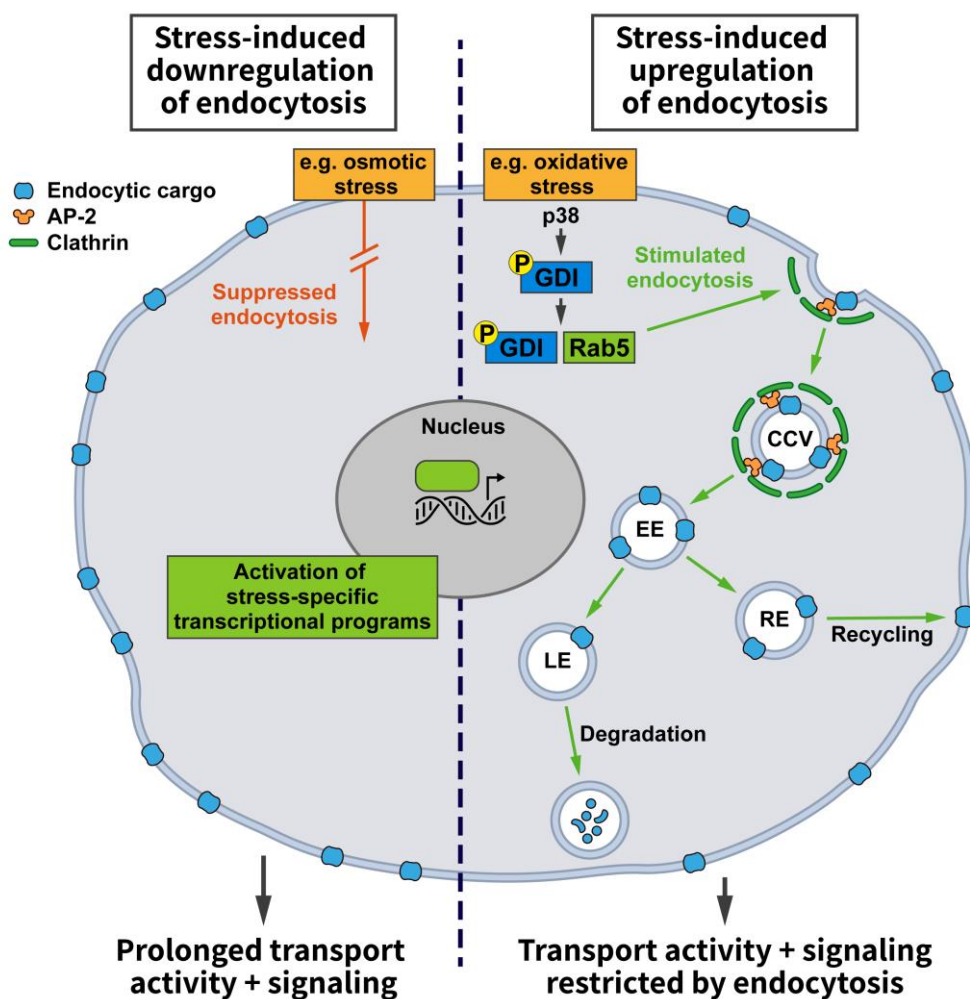 Stress-induced
downregulation
of endocytosis
Stress-induced
upregulation
of endocytosis
Endocytic cargo
AP-2
Clathrin
e.g. osmotic
stress
Suppressed
endocytosis
e.g. oxidative
stress
p38
P
GDI
P
GDI
Rab5
Stimulated
endocytosis
CCV
Nucleus
EE
Activation of
stress-specific
transcriptional programs
RE
Recycling
LE
Degradation
Prolonged transport
activity + signaling
Transport activity + signaling
restricted by endocytosis